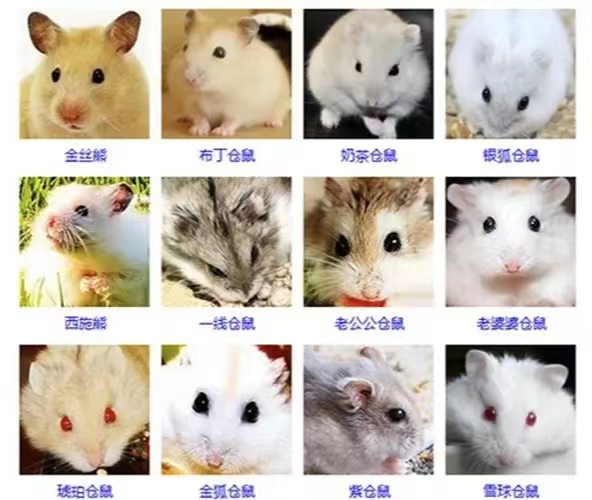 金丝熊 布丁仓鼠 奶茶仓鼠 银狐仓鼠
西施熊 一线仓鼠 老公公仓鼠 老婆婆仓鼠
琥珀仓鼠 金狐仓鼠 紫仓鼠 雪球仓鼠